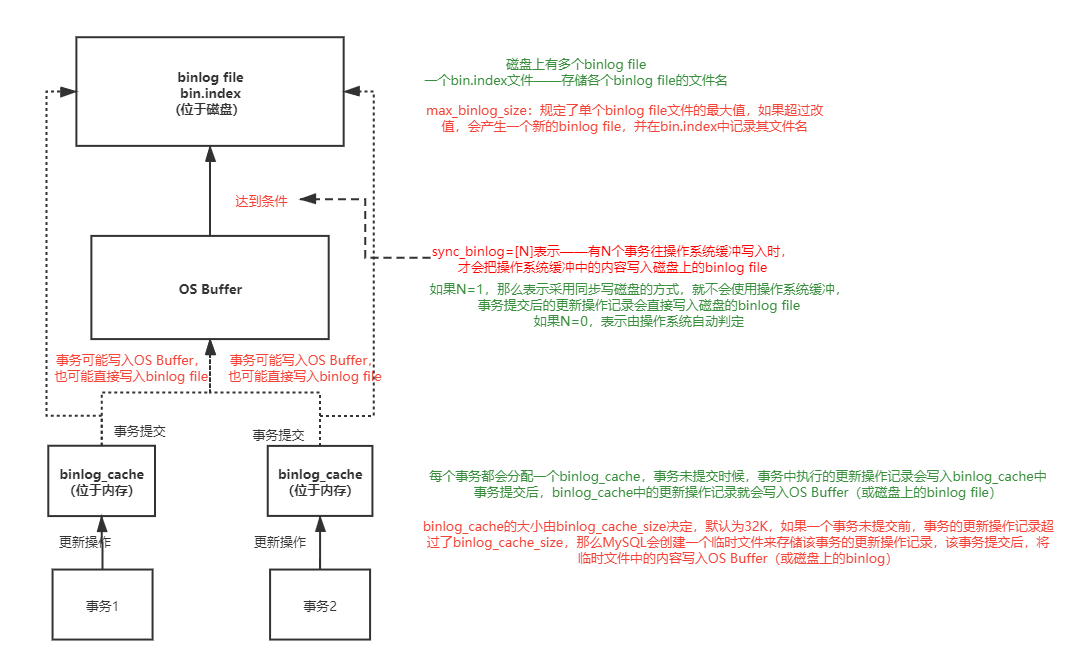 binlog file
bin.index
(位于磁盘)
磁盘上有多个binlog file
一个bin.index文件——存储各个binlog file的文件名
max_binlog_size：规定了单个binlog file文件的最大值，如果超过改
值，会产生一个新的binlog file，并在bin.index中记录其文件名
达到条件
sync_binlog=[N]表示——有N个事务往操作系统缓冲写入时，
才会把操作系统缓冲中的内容写入磁盘上的binlog file
OS Buffer
如果N=1，那么表示采用同步写磁盘的方式，就不会使用操作系统缓冲，
事务提交后的更新操作记录会直接写入磁盘的binlog file
如果N=0，表示由操作系统自动判定
事务可能写入OS Buffer，
也可能直接写入binlog file
事务可能写入OS Buffer，
也可能直接写入binlog file
事务提交
事务提交
binlog_cache
(位于内存)
binlog_cache
(位于内存)
每个事务都会分配一个binlog_cache，事务未提交时候，事务中执行的更新操作记录会写入binlog_cache中
事务提交后，binlog_cache中的更新操作记录就会写入OS Buffer（或磁盘上的binlog file）
binlog_cache的大小由binlog_cache_size决定，默认为32K，如果一个事务未提交前，事务的更新操作记录超
过了binlog_cache_size，那么MySQL会创建一个临时文件来存储该事务的更新操作记录，该事务提交后，将
临时文件中的内容写入OS Buffer（或磁盘上的binlog）
更新操作
更新操作
事务1
事务2